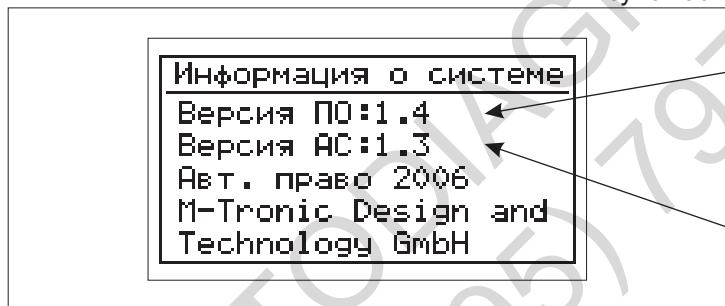 Информация о системе
Версия ПО:1.4
Версия АС:1.3
Авт. право 2006
M-Tronic Design and
Technology GmbH